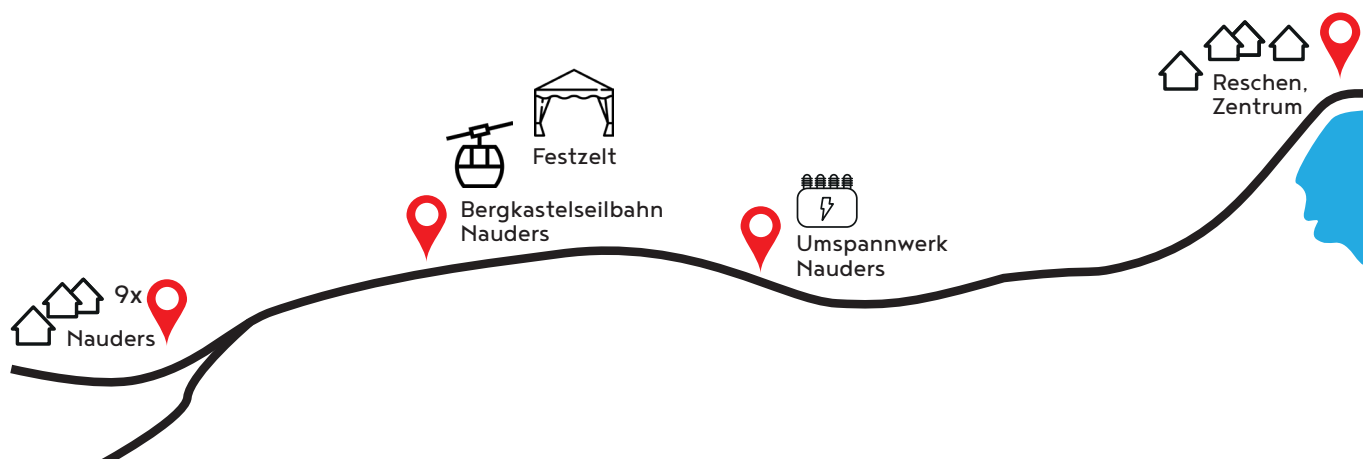 Reschen,
Zentrum
Festzelt
Bergkastelseilbahn
Nauders
Umspannwerk
Nauders
9x
Nauders